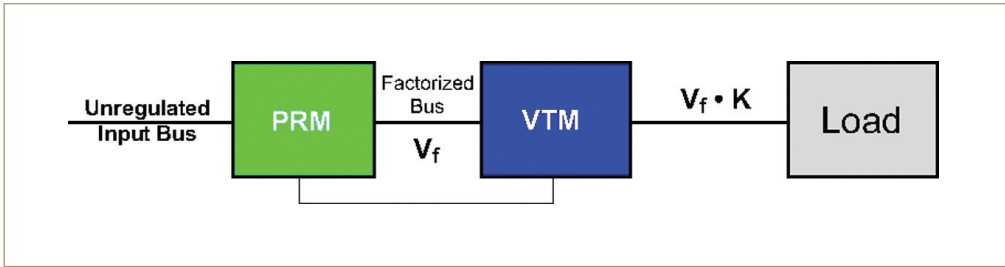 Unregulated
Input Bus
PRM
Factorized
Bus
Vf
VTM
Vf • K
Load